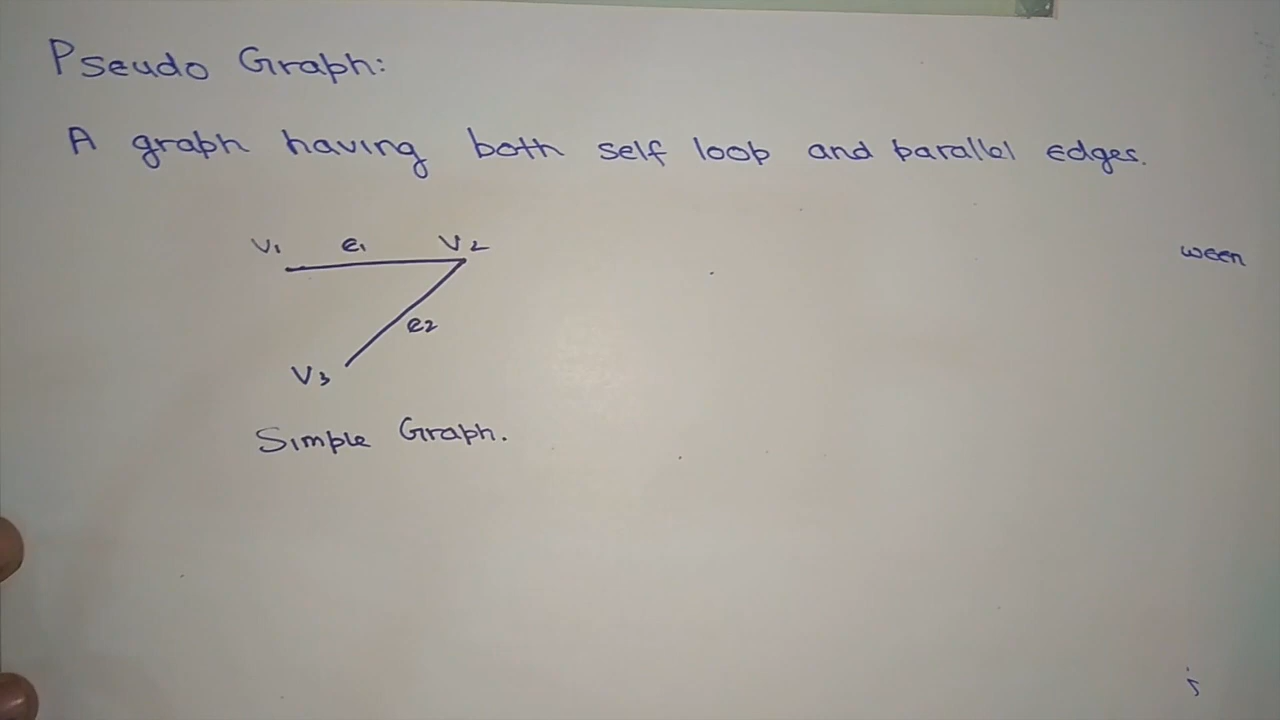 Pseudo Graph:
A graph having both self loop and parallel edges.
V1 e1 V2
ween
e2
V3
Simple Graph.